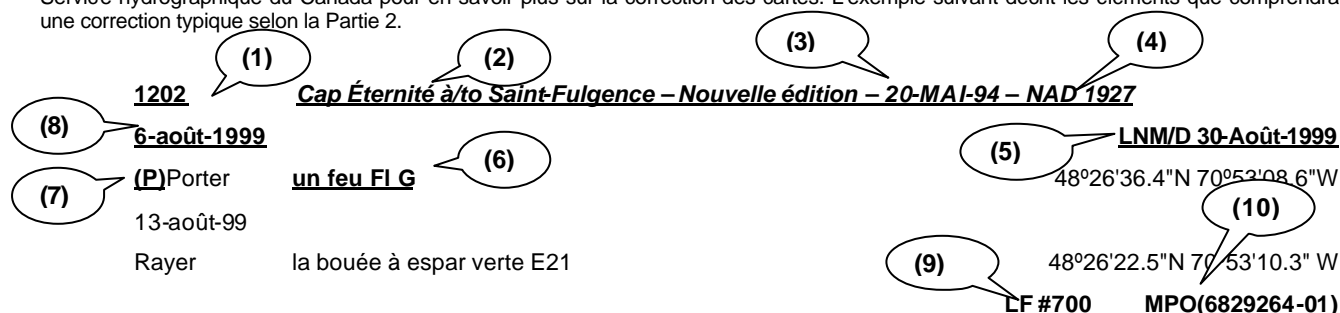 Service hydrographique du Canada pour en savoir plus sur la correction des cartes. L'exemple suivant décrit les éléments que comprendra
une correction typique selon la Partie 2.
(1) (2) (3) (4)
1202 Cap Éternité à/to Saint-Fulgence – Nouvelle édition – 20-MAI-94 – NAD 1927
(8) 6-août-1999 (5) LNM/D 30-Août-1999
(6)
(7) (P)Porter un feu Fl G 48º26'36.4"N 70º53'08.6"W
13-août-99 (10)
Rayer la bouée à espar verte E21 (9) 48º26'22.5"N 70º53'10.3" W
LF #700 MPO(6829264-01)